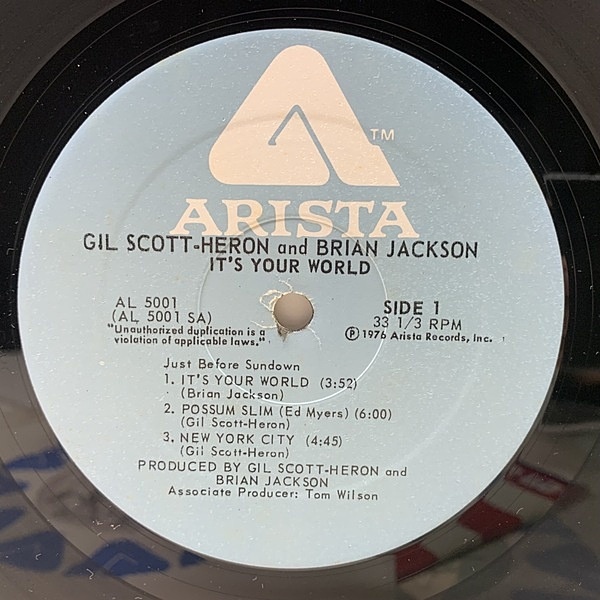 TM
ARISTA
GIL SCOTT-HERON and BRIAN JACKSON
IT'S YOUR WORLD
AL 5001
(AL 5001 SA)
"Unauthorized duplication is a
violation of applicable laws."
SIDE 1
33 1/3 RPM
Ⓟ 1976 Arista Records, Inc.
Just Before Sundown
1. IT'S YOUR WORLD (3:52)
(Brian Jackson)
2. POSSUM SLIM (Ed Myers) (6:00)
(Gil Scott-Heron)
3. NEW YORK CITY (4:45)
(Gil Scott-Heron)
PRODUCED BY GIL SCOTT-HERON and
BRIAN JACKSON
Associate Producer: Tom Wilson